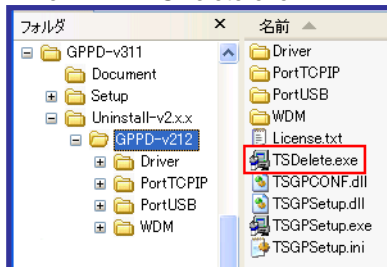 フォルダ
GPPD-v311
Document
Setup
Uninstall-v2.x.x
GPPD-v212
Driver
PortTCPIP
PortUSB
WDM
名前
Driver
PortTCPIP
PortUSB
WDM
License.txt
TSDelete.exe
TSGPCONF.dll
TSGPSetup.dll
TSGPSetup.exe
TSGPSetup.ini